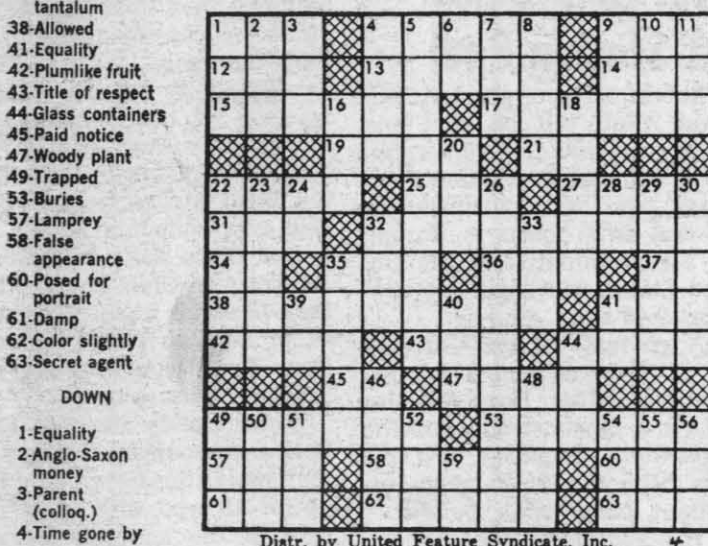 tantalum
38-Allowed
41-Equality
42-Plumlike fruit
43-Title of respect
44-Glass containers
45-Paid notice
47-Woody plant
49-Trapped
53-Buries
57-Lamprey
58-False
appearance
60-Posed for
portrait
61-Damp
62-Color slightly
63-Secret agent
DOWN
1-Equality
2-Anglo-Saxon
money
3-Parent
(colloq.)
4-Time gone by
1 2 3 4 5 6 7 8 9 10 11
12 13 14
15 16 17 18
19 20 21
22 23 24 25 26 27 28 29 30
31 32 33
34 35 36 37
38 39 40 41
42 43 44
45 46 47 48
49 50 51 52 53 54 55 56
57 58 59 60
61 62 63
Distr. by United Feature Syndicate, Inc. 4